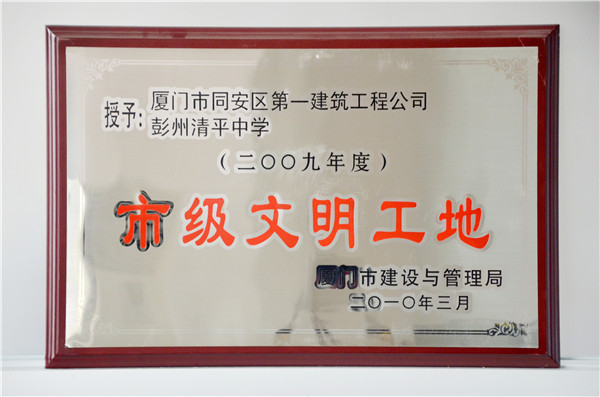 授予:
厦门市同安区第一建筑工程公司
彭州清平中学
（二〇〇九年度）
市级文明工地
厦门市建设与管理局
二〇一〇年三月